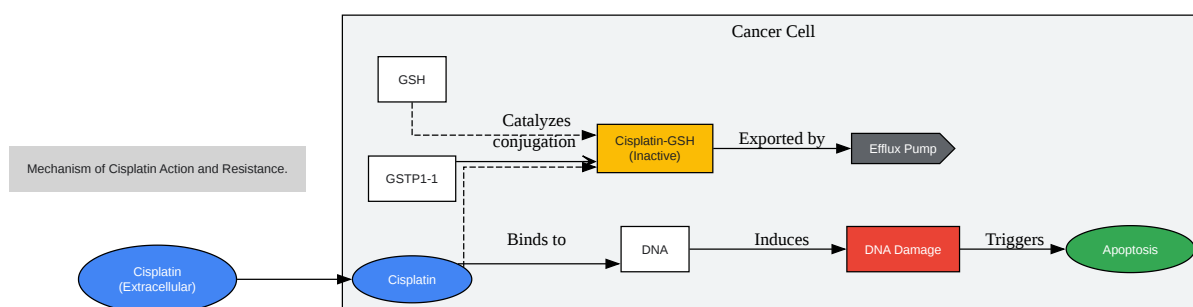 Cancer Cell
GSH
Catalyzes
conjugation
Cisplatin-GSH
(Inactive)
Exported by
Efflux Pump
GSTP1-1
Mechanism of Cisplatin Action and Resistance.
Cisplatin
(Extracellular)
Cisplatin
Binds to
DNA
Induces
DNA Damage
Triggers
Apoptosis